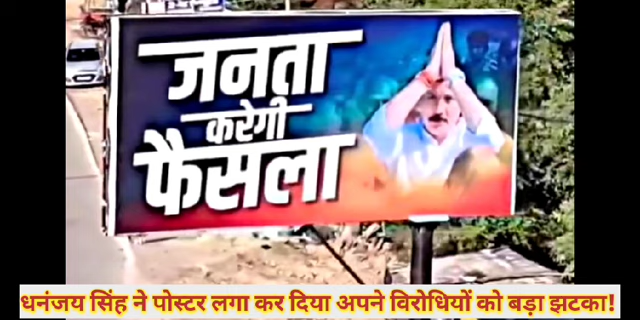 जनता
करेगी
फैसला
धनंजय सिंह ने पोस्टर लगा कर दिया अपने विरोधियों को बड़ा झटका!